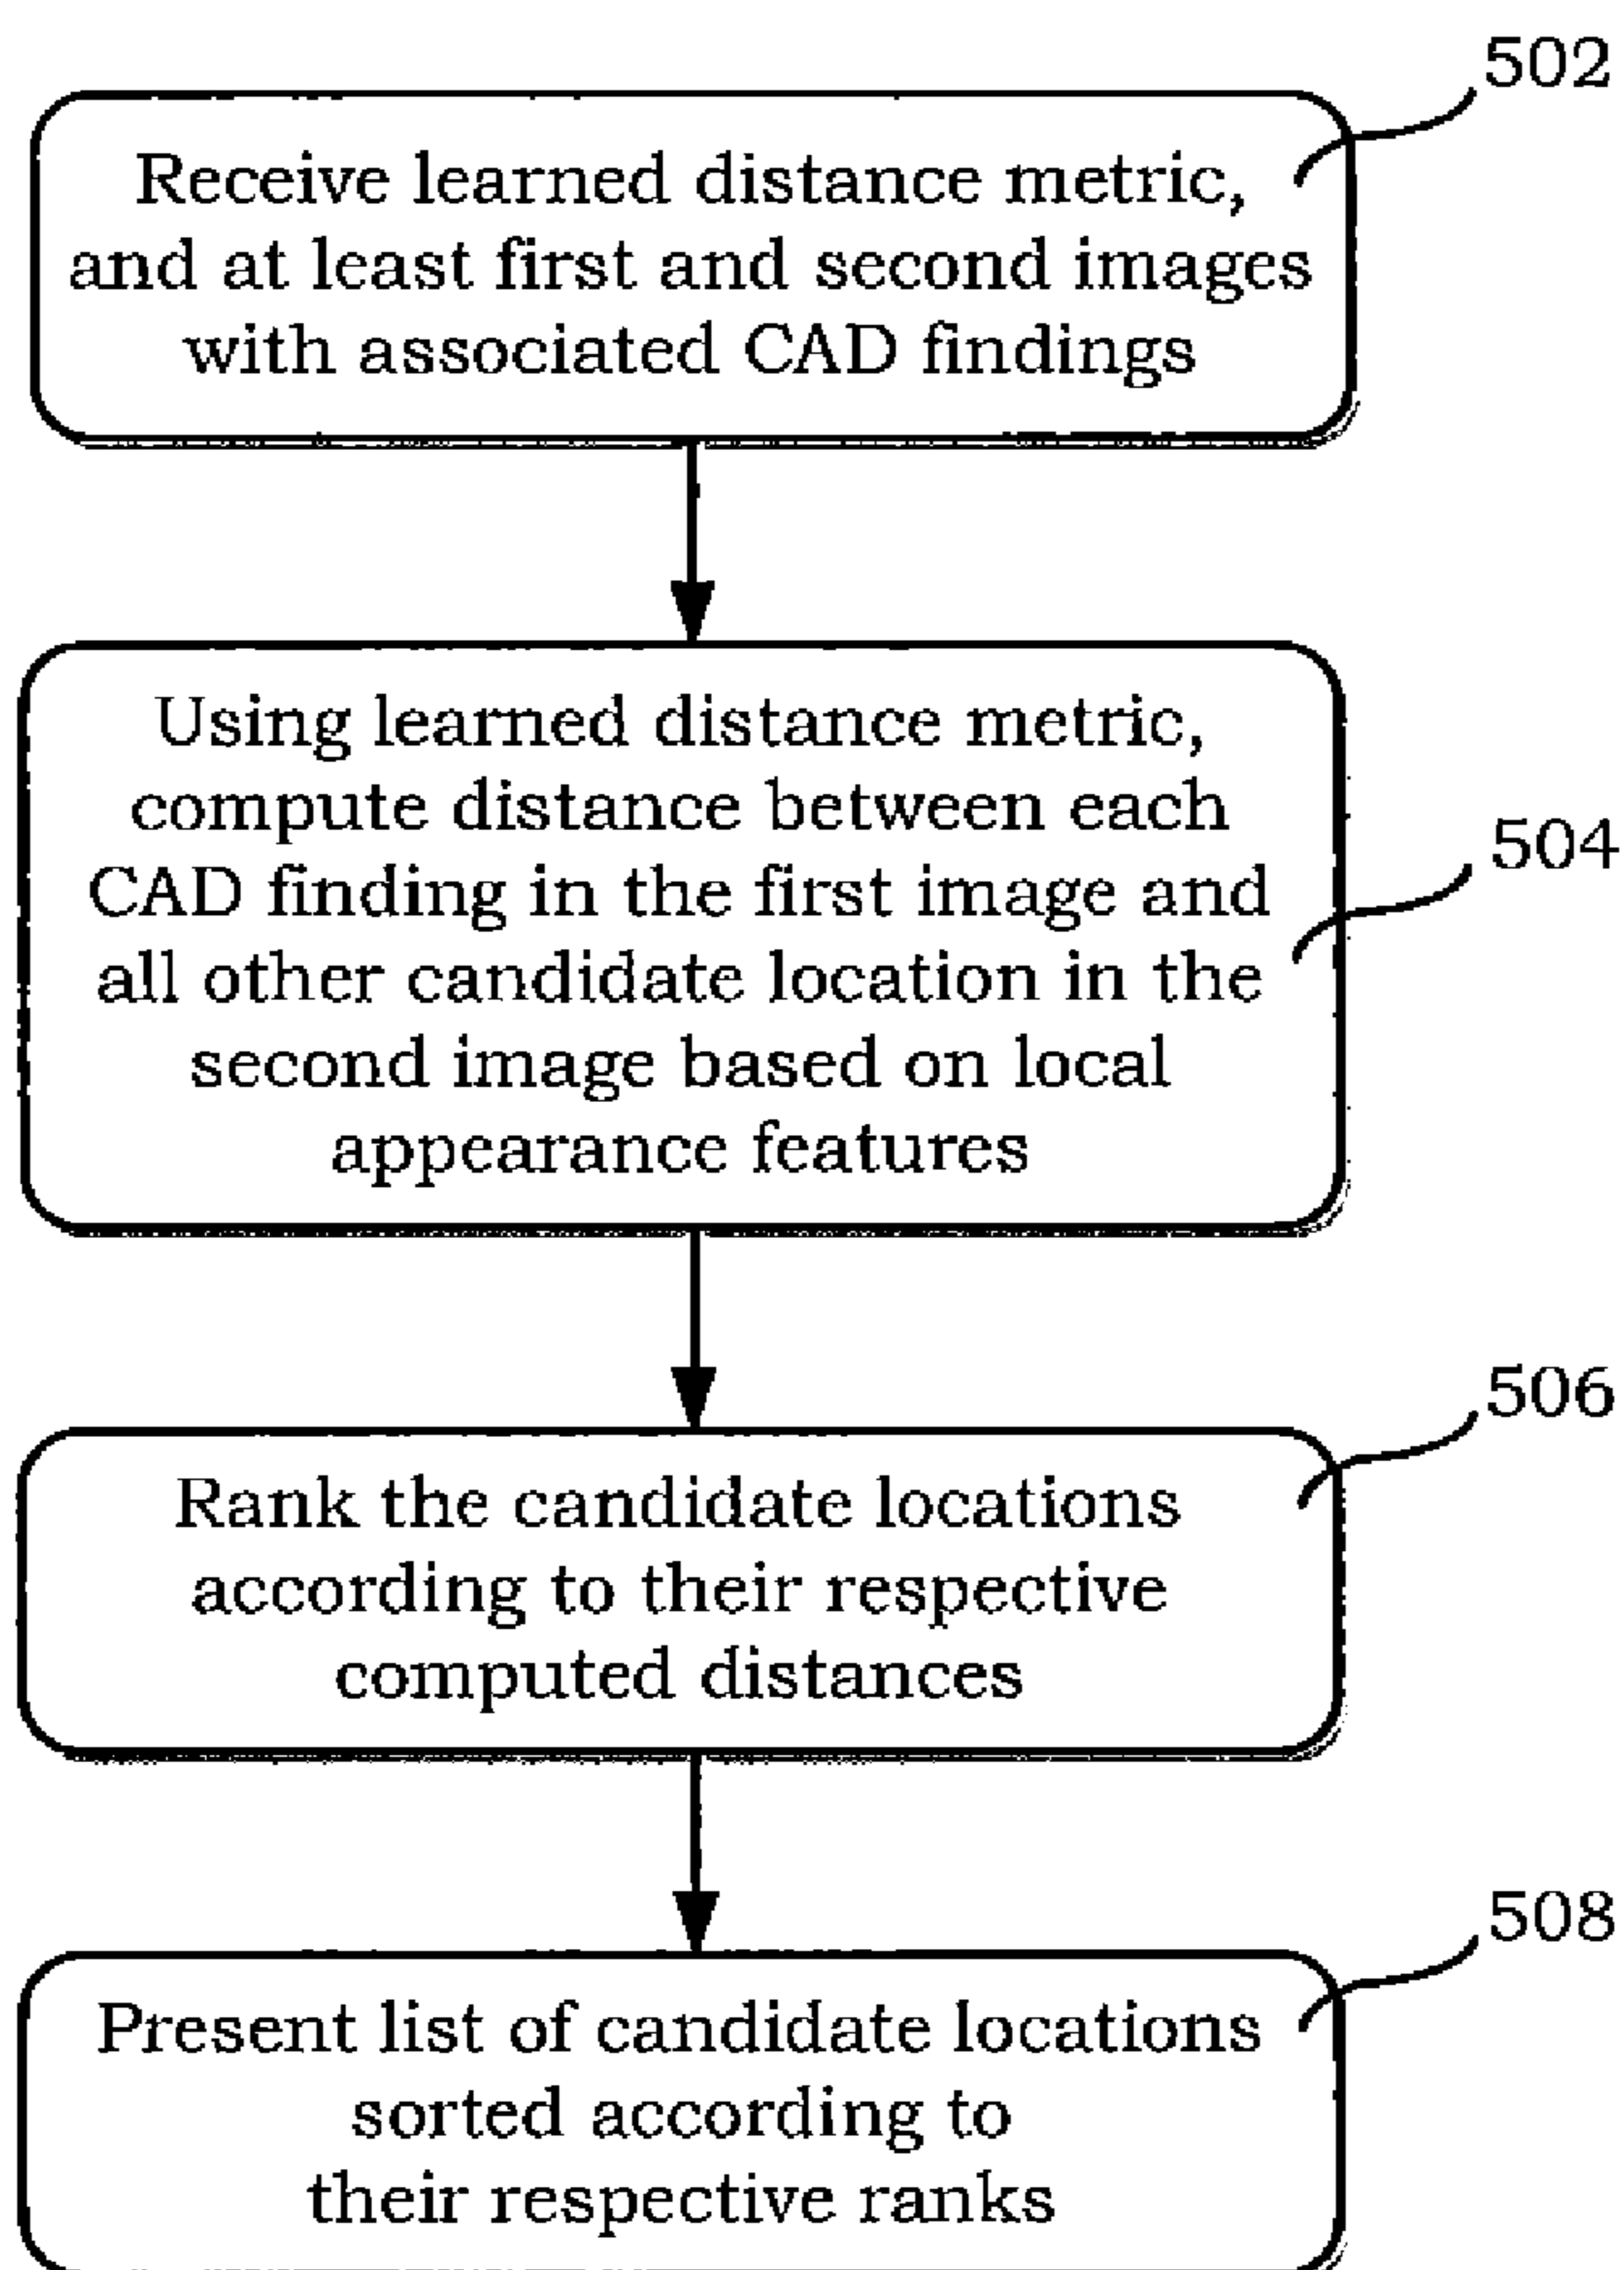 502
Receive learned distance metric,
and at least first and second images
with associated CAD findings
Using learned distance metric,
compute distance between each
CAD finding in the first image and
all other candidate location in the
second image based on local
appearance features
504
506
Rank the candidate locations
according to their respective
computed distances
508
Present list of candidate locations
sorted according to
their respective ranks